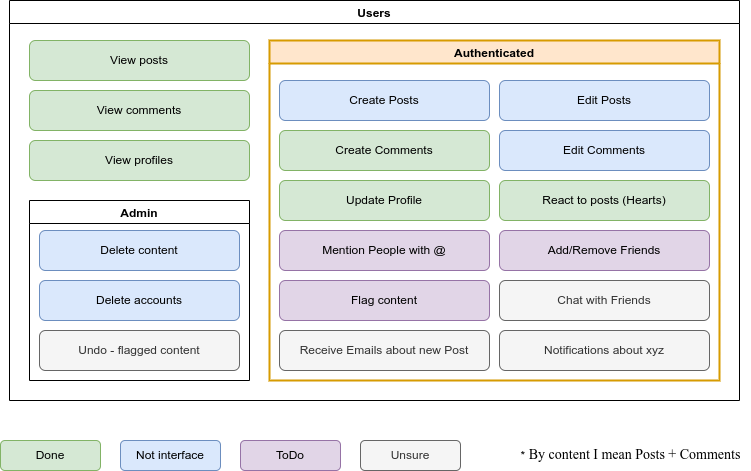 Users
View posts
View comments
View profiles
Admin
Delete content
Delete accounts
Undo - flagged content
Authenticated
Create Posts
Edit Posts
Create Comments
Edit Comments
Update Profile
React to posts (Hearts)
Mention People with @
Add/Remove Friends
Flag content
Chat with Friends
Receive Emails about new Post
Notifications about xyz
Done
Not interface
ToDo
Unsure
* By content I mean Posts + Comments